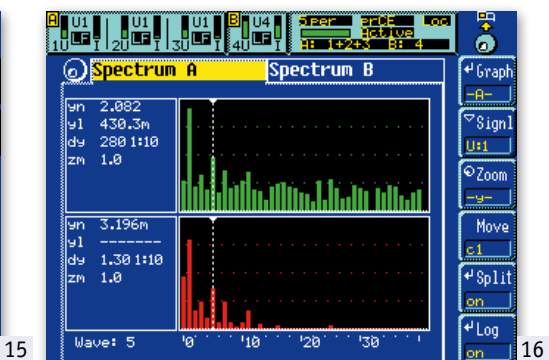 A U1 U1 U1 B U4 Sper erCE Loc
LF LF LF LF Active
1U I 2U I 3U I 4U I A: 1+2+3 B: 4
Spectrum A Spectrum B
yn 2.082
yl 430.3m
dy 280 1:10
zm 1.0
yn 3.196m
yl -------
dy 1.30 1:10
zm 1.0
Wave: 5 '0' '10 '20 '30
Graph
-A-
Signl
U:1
Zoom
-y-
Move
c1
Split
on
Log
on
15
16